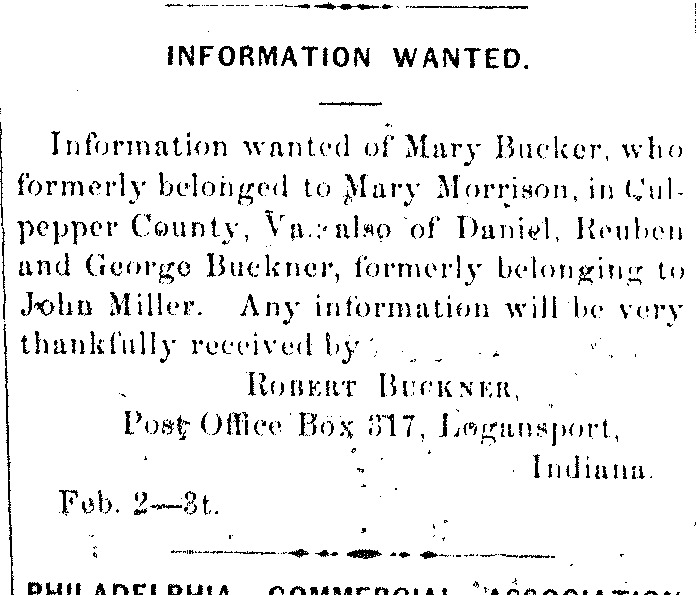 INFORMATION WANTED.
Information wanted of Mary Bucker, who
formerly belonged to Mary Morrison, in Cul-
pepper County, Va.; also of Daniel, Reuben
and George Buckner, formerly belonging to
John Miller. Any information will be very
thankfully received by
ROBERT BUCKNER,
Post Office Box 317, Logansport,
Indiana.
Feb. 2—3t.
PHILADELPHIA COMMERCIAL ASSOCIATION